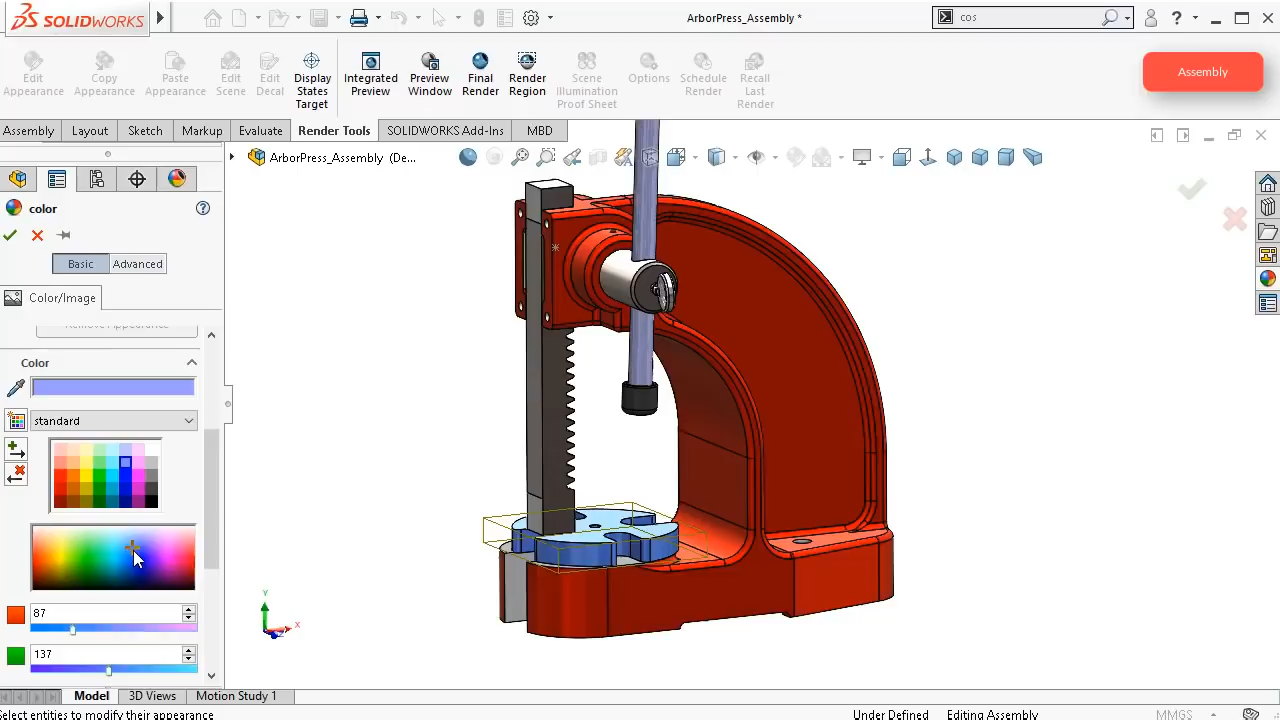 SOLIDWORKS
ArborPress_Assembly *
cos
?
Edit Appearance
Copy Appearance
Paste Appearance
Edit Scene
Edit Decal
Display States Target
Integrated Preview
Preview Window
Final Render
Render Region
Scene Illumination Proof Sheet
Options
Schedule Render
Recall Last Render
Assembly
Assembly Layout Sketch Markup Evaluate Render Tools SOLIDWORKS Add-Ins MBD
ArborPress_Assembly (De...
color
?
Basic Advanced
Color/Image
Remove Appearance
Color
standard
87
137
Y
X
Model 3D Views Motion Study 1
Select entities to modify their appearance
Under Defined Editing Assembly MMGS